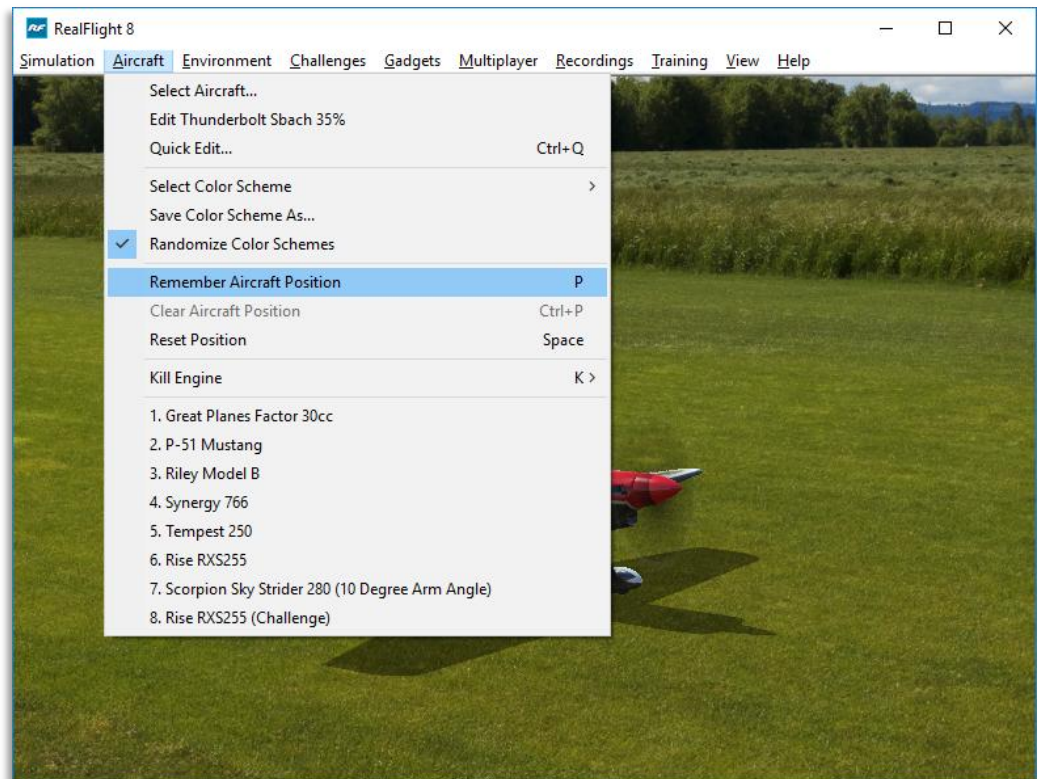 RF RealFlight 8
Simulation Aircraft Environment Challenges Gadgets Multiplayer Recordings Training View Help
Select Aircraft...
Edit Thunderbolt Sbach 35%
Quick Edit... Ctrl+Q
Select Color Scheme
Save Color Scheme As...
Randomize Color Schemes
Remember Aircraft Position P
Clear Aircraft Position Ctrl+P
Reset Position Space
Kill Engine K
1. Great Planes Factor 30cc
2. P-51 Mustang
3. Riley Model B
4. Synergy 766
5. Tempest 250
6. Rise RXS255
7. Scorpion Sky Strider 280 (10 Degree Arm Angle)
8. Rise RXS255 (Challenge)